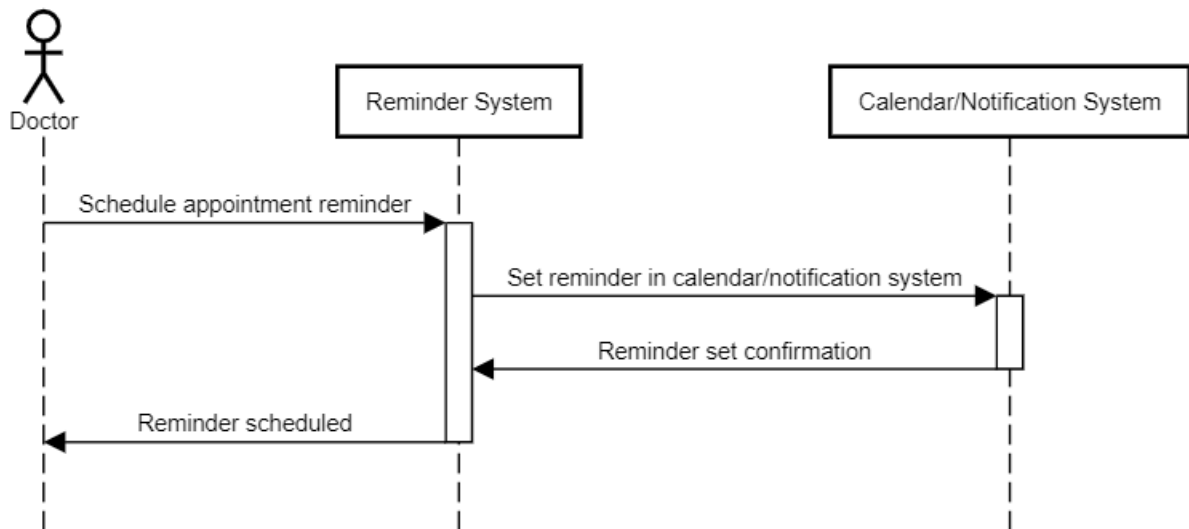 Doctor
Reminder System
Calendar/Notification System
Schedule appointment reminder
Set reminder in calendar/notification system
Reminder set confirmation
Reminder scheduled